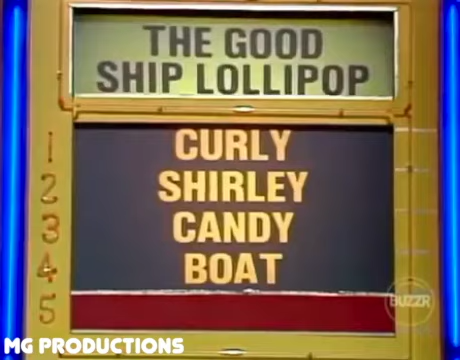 THE GOOD
SHIP LOLLIPOP
1
CURLY
2
SHIRLEY
3
CANDY
4
BOAT
5
BUZZR
MG PRODUCTIONS